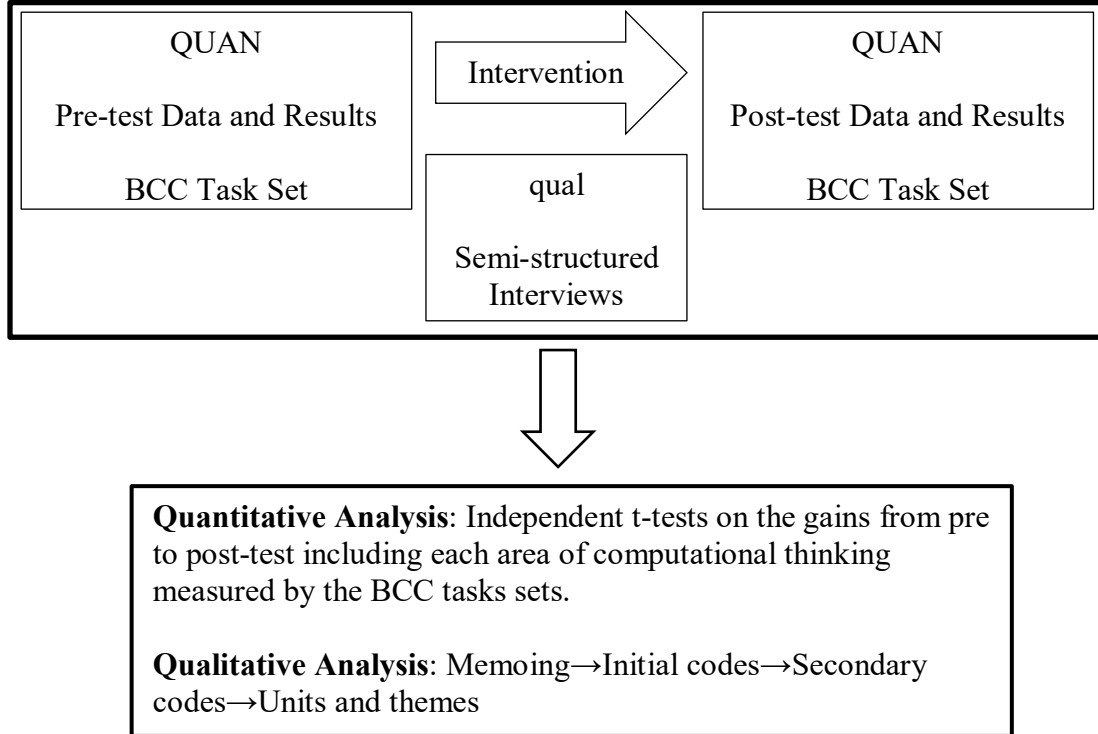 QUAN
Pre-test Data and Results
BCC Task Set
Intervention
qual
Semi-structured
Interviews
QUAN
Post-test Data and Results
BCC Task Set
Quantitative Analysis: Independent t-tests on the gains from pre
to post-test including each area of computational thinking
measured by the BCC tasks sets.
Qualitative Analysis: Memoing→Initial codes→Secondary
codes→Units and themes